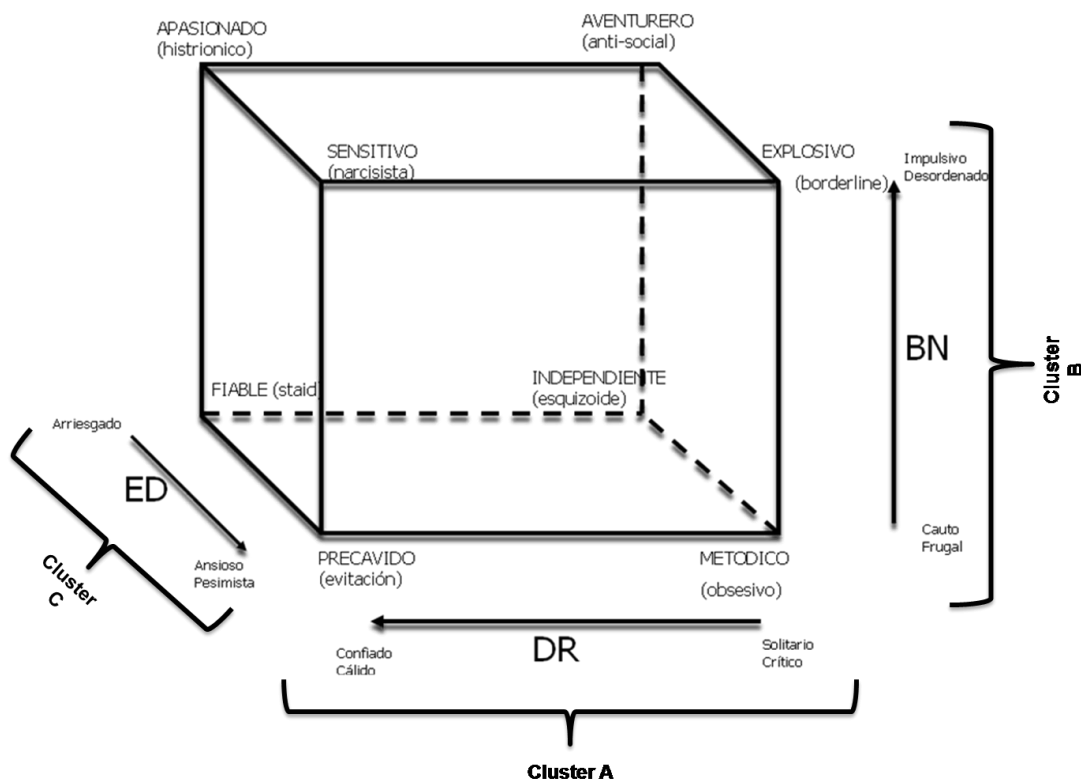 APASIONADO
(histrionico)
AVENTURERO
(anti-social)
SENSITIVO
(narcisista)
EXPLOSIVO
(borderline)
Impulsivo
Desordenado
BN
Cluster
B
FIABLE (staid)
INDEPENDIENTE
(esquizoide)
Arriesgado
ED
Cluster
C
Ansioso
Pesimista
Cauto
Frugal
PRECAVIDO
(evitación)
METODICO
(obsesivo)
DR
Confiado
Cálido
Solitario
Crítico
Cluster A